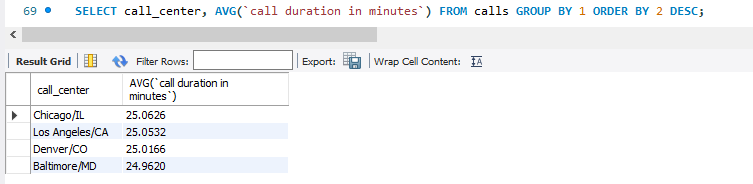 69 SELECT call_center, AVG(`call duration in minutes`) FROM calls GROUP BY 1 ORDER BY 2 DESC;
Result Grid Filter Rows: Export: Wrap Cell Content: IA
call_center AVG(`call duration in
minutes`)
Chicago/IL 25.0626
Los Angeles/CA 25.0532
Denver/CO 25.0166
Baltimore/MD 24.9620